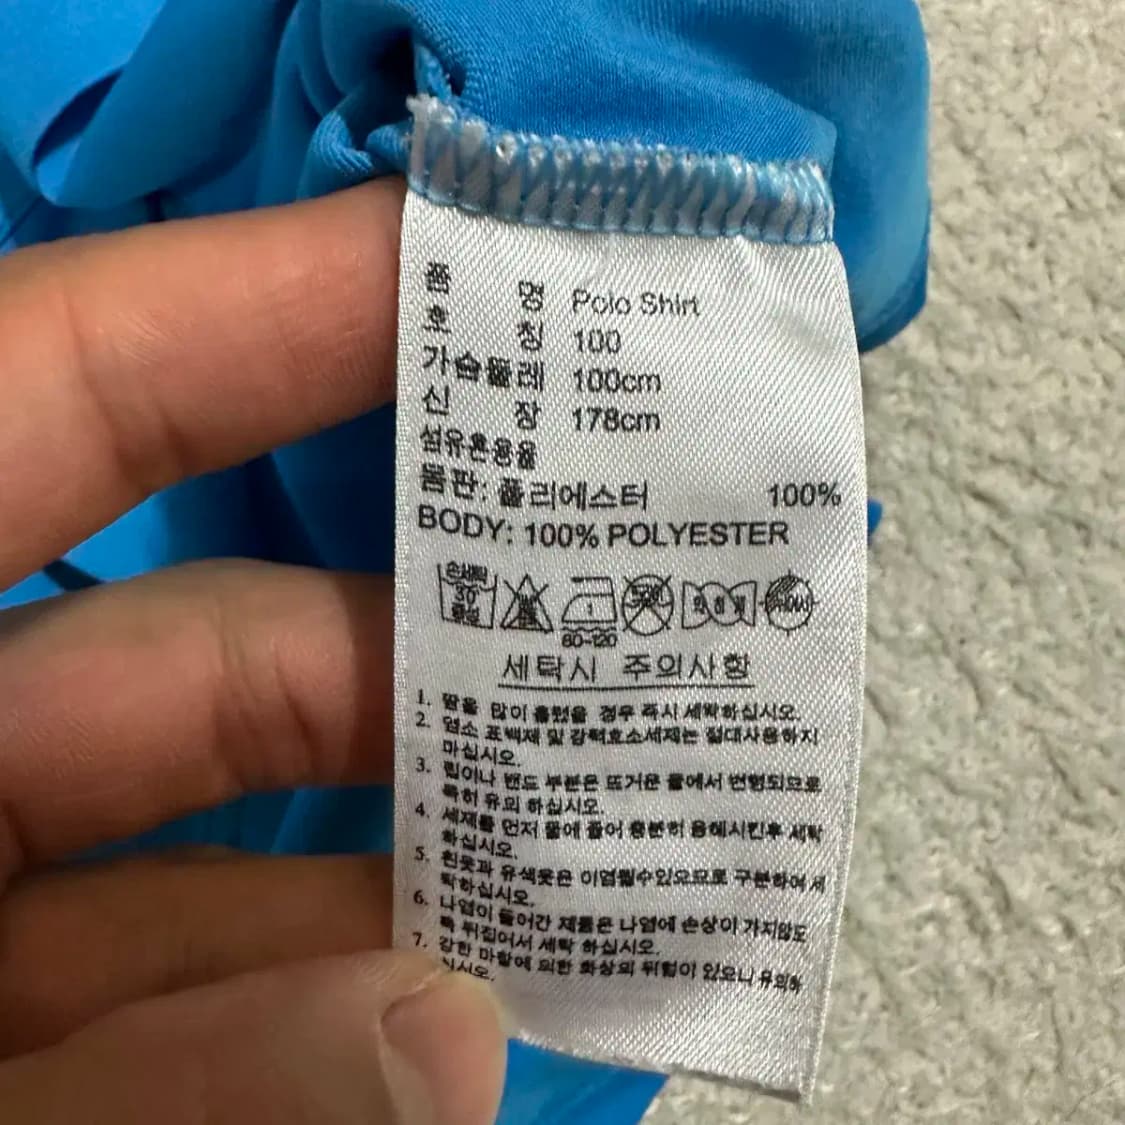 품 명 Polo Shirt
호 칭 100
가슴둘레 100cm
신 장 178cm
섬유혼용율
몸판: 폴리에스터 100%
BODY: 100% POLYESTER
손세탁
30
중성
80-120
세탁시 주의사항
1. 땀을 많이 흘렸을 경우 즉시 세탁하십시오.
2. 염소 표백제 및 강력효소세제는 절대사용하지
마십시오.
3. 립이나 밴드 부분은 뜨거운 물에서 변형되므로
특히 유의 하십시오.
4. 세제를 먼저 물에 풀어 충분히 용해시킨후 세탁
하십시오.
5. 흰옷과 유색옷은 이염될수있으므로 구분하여 세
탁하십시오.
6. 나염이 들어간 제품은 나염에 손상이 가지않도
록 뒤집어서 세탁 하십시오.
7. 강한 마찰에 의한 화상의 위험이 있으니 유의하
십시오.